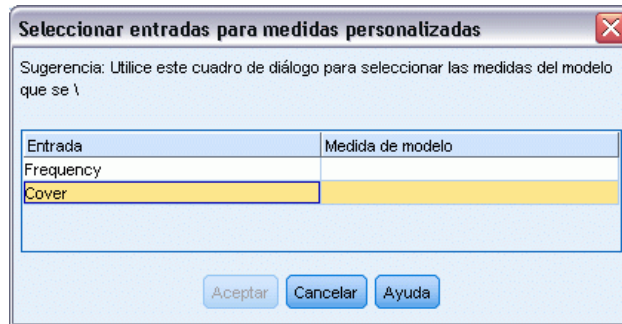 Seleccionar entradas para medidas personalizadas
Sugerencia: Utilice este cuadro de diálogo para seleccionar las medidas del modelo
que se \
Entrada Medida de modelo
Frequency
Cover
Aceptar Cancelar Ayuda